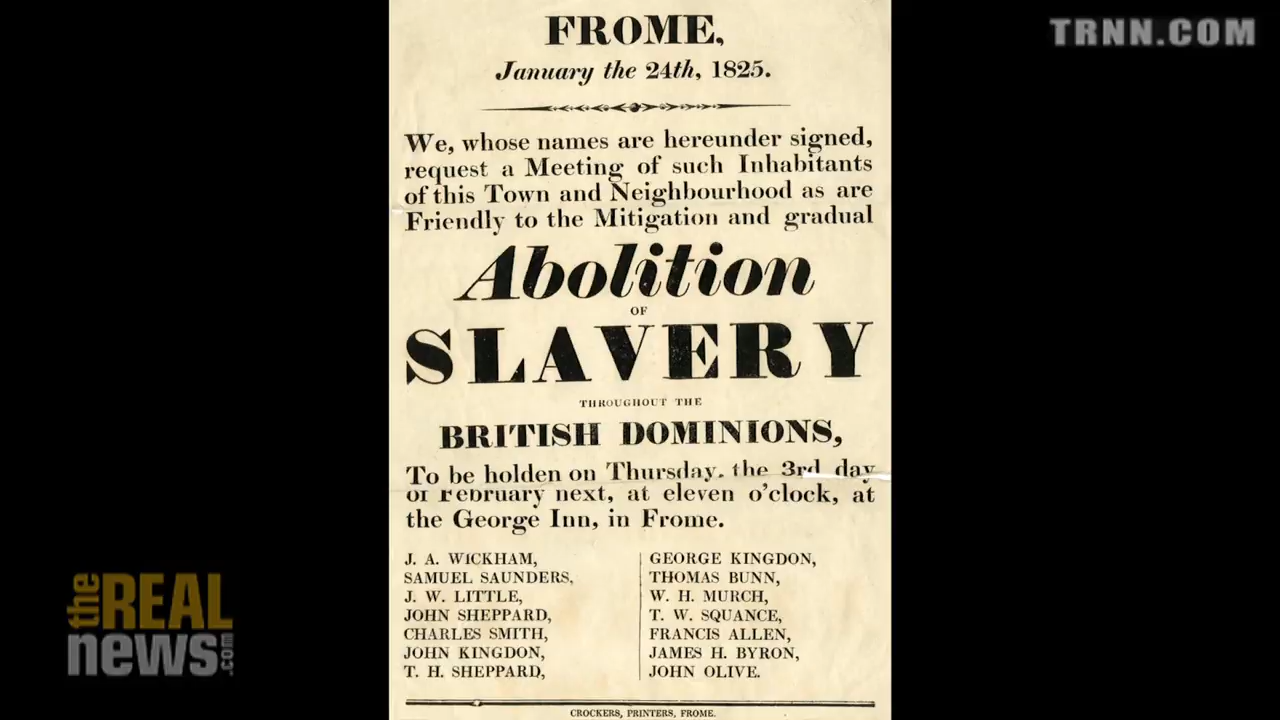 TRNN.COM
FROME,
January the 24th, 1825.
We, whose names are hereunder signed,
request a Meeting of such Inhabitants
of this Town and Neighbourhood as are
Friendly to the Mitigation and gradual
Abolition
OF
SLAVERY
THROUGHOUT THE
BRITISH DOMINIONS,
To be holden on Thursday, the 3rd day
of February next, at eleven o'clock, at
the George Inn, in Frome.
J. A. WICKHAM,
SAMUEL SAUNDERS,
J. W. LITTLE,
JOHN SHEPPARD,
CHARLES SMITH,
JOHN KINGDON,
T. H. SHEPPARD,
GEORGE KINGDON,
THOMAS BUNN,
W. H. MURCH,
T. W. SQUANCE,
FRANCIS ALLEN,
JAMES H. BYRON,
JOHN OLIVE.
CROCKERS, PRINTERS, FROME.
the REAL
news.com